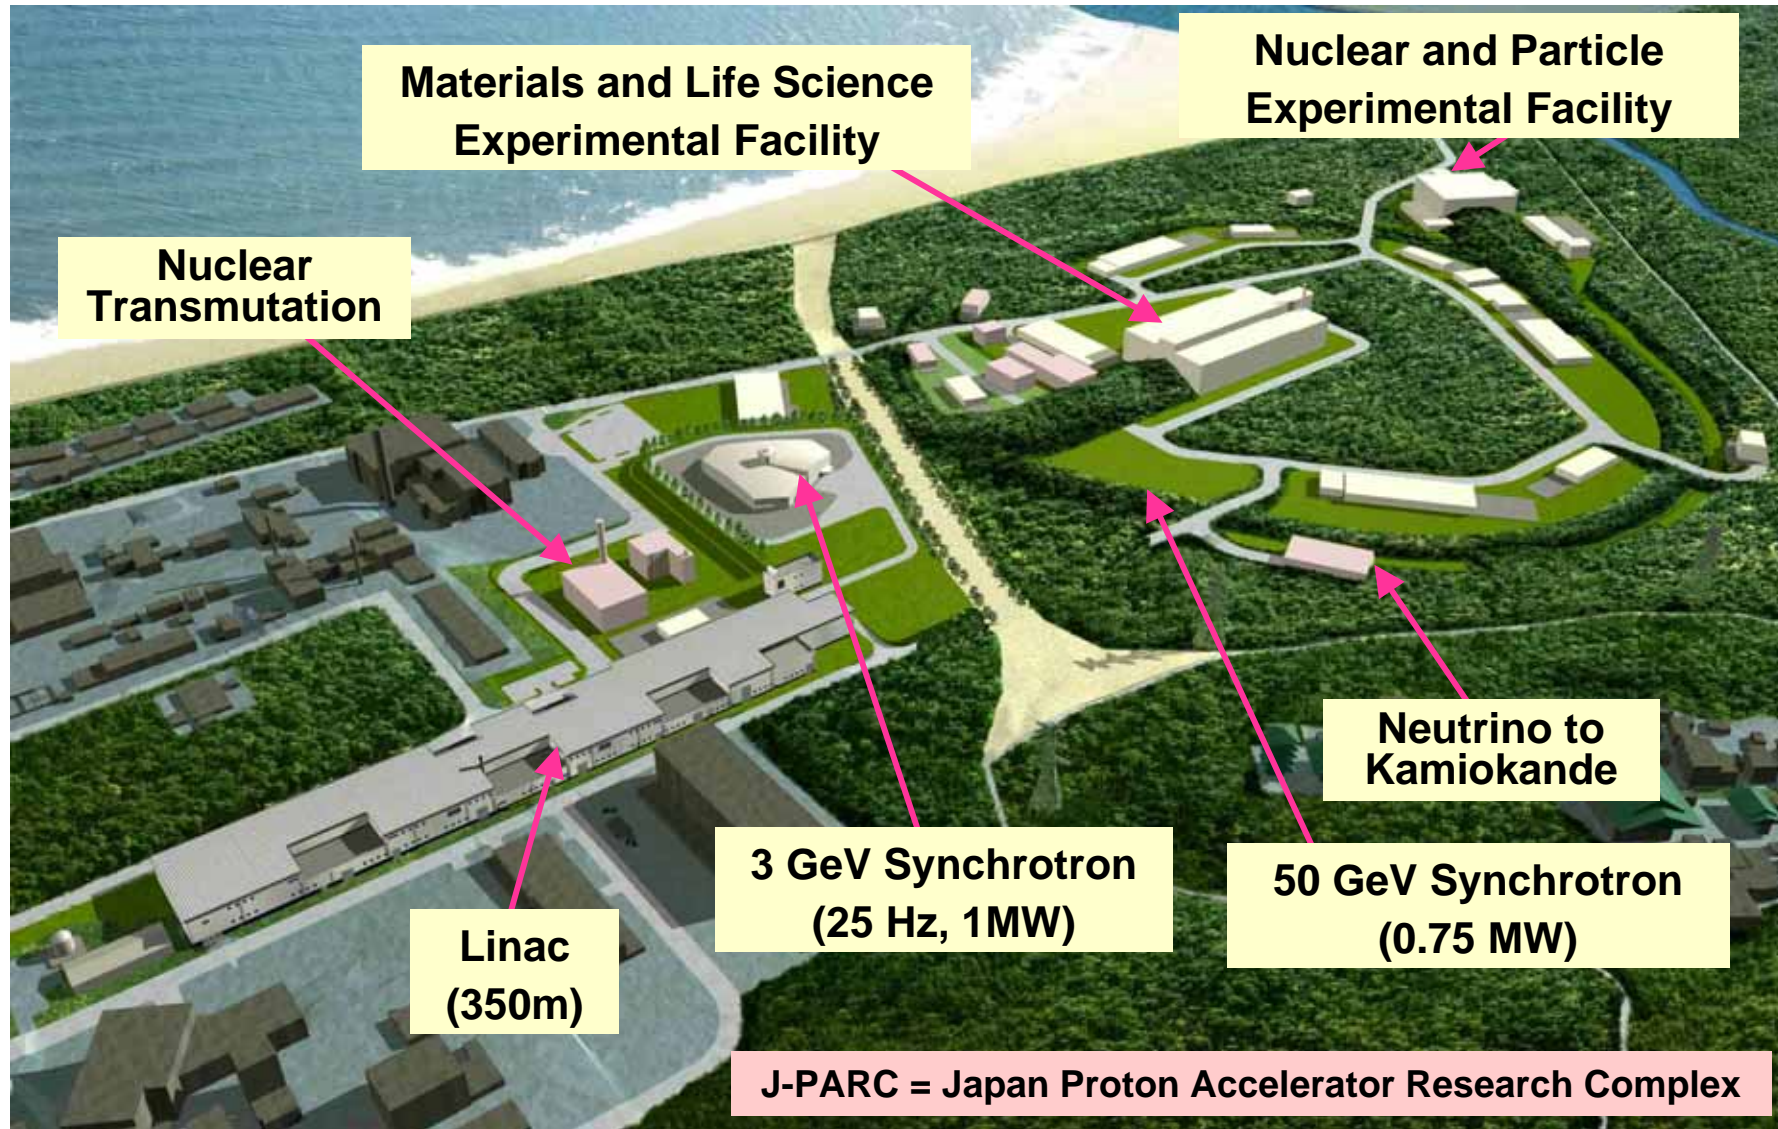 Materials and Life Science
Experimental Facility
Nuclear and Particle
Experimental Facility
Nuclear
Transmutation
Neutrino to
Kamiokande
3 GeV Synchrotron
(25 Hz, 1MW)
50 GeV Synchrotron
(0.75 MW)
Linac
(350m)
J-PARC = Japan Proton Accelerator Research Complex